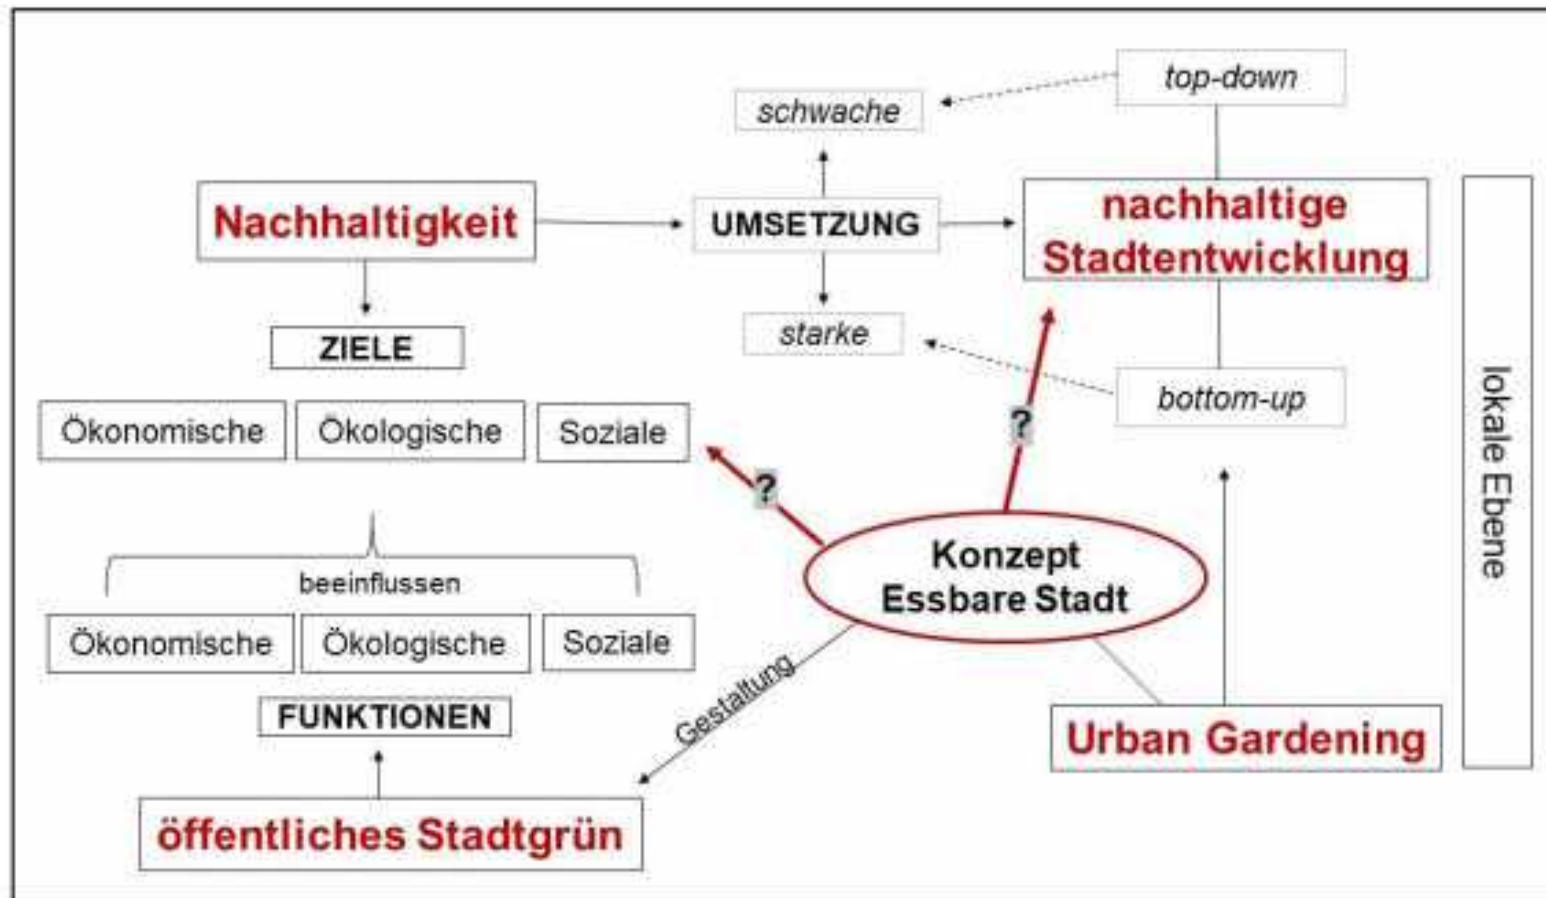 top-down
schwache
Nachhaltigkeit
UMSETZUNG
nachhaltige
Stadtentwicklung
ZIELE
starke
bottom-up
lokale Ebene
Ökonomische
Ökologische
Soziale
?
?
beeinflussen
Konzept
Essbare Stadt
Ökonomische
Ökologische
Soziale
Gestaltung
FUNKTIONEN
Urban Gardening
öffentliches Stadtgrün